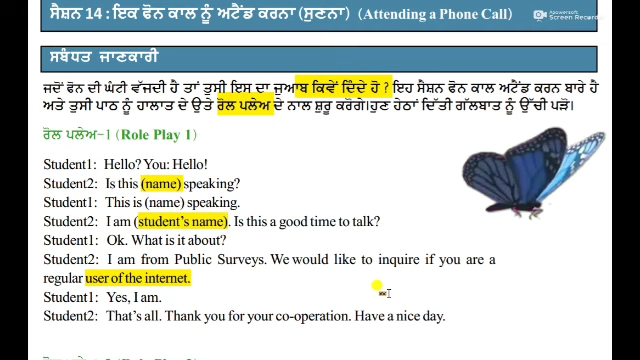 ਸੈਸ਼ਨ 14 : ਇਕ ਫੋਨ ਕਾਲ ਨੂੰ ਅਟੈਂਡ ਕਰਨਾ (ਸੁਣਨਾ) (Attending a Phone Call)
Apowersoft
Screen Recorder
ਸਬੰਧਤ ਜਾਣਕਾਰੀ
ਜਦੋਂ ਫੋਨ ਦੀ ਘੰਟੀ ਵੱਜਦੀ ਹੈ ਤਾਂ ਤੁਸੀ ਇਸ ਦਾ ਜੁਆਬ ਕਿਵੇਂ ਦਿੰਦੇ ਹੋ ? ਇਹ ਸੈਸ਼ਨ ਫੋਨ ਕਾਲ ਅਟੈਂਡ ਕਰਨ ਬਾਰੇ ਹੈ
ਅਤੇ ਤੁਸੀ ਪਾਠ ਨੂੰ ਹਾਲਾਤ ਦੇ ਉਤੇ ਰੋਲ ਪਲੇਅ ਦੇ ਨਾਲ ਸ਼ੁਰੂ ਕਰੋਗੇ।ਹੁਣ ਹੇਠਾਂ ਦਿੱਤੀ ਗੱਲਬਾਤ ਨੂੰ ਉੱਚੀ ਪੜੋ।
ਰੋਲ ਪਲੇਅ-1 (Role Play 1)
Student1: Hello? You: Hello!
Student2: Is this (name) speaking?
Student1: This is (name) speaking.
Student2: I am (student's name). Is this a good time to talk?
Student1: Ok. What is it about?
Student2: I am from Public Surveys. We would like to inquire if you are a
regular user of the internet.
Student1: Yes, I am.
Student2: That's all. Thank you for your co-operation. Have a nice day.